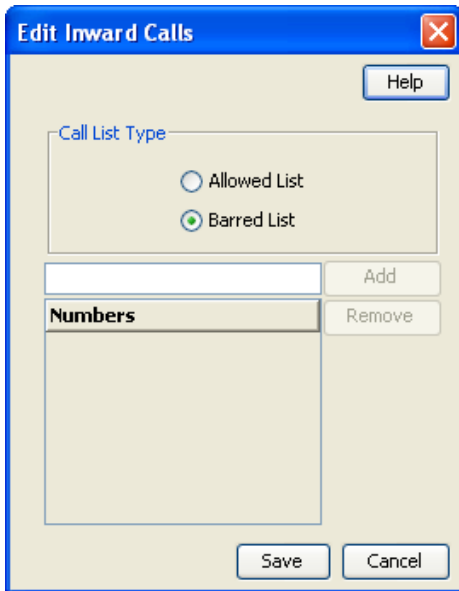 Edit Inward Calls
Help
Call List Type
Allowed List
Barred List
Add
Numbers
Remove
Save
Cancel